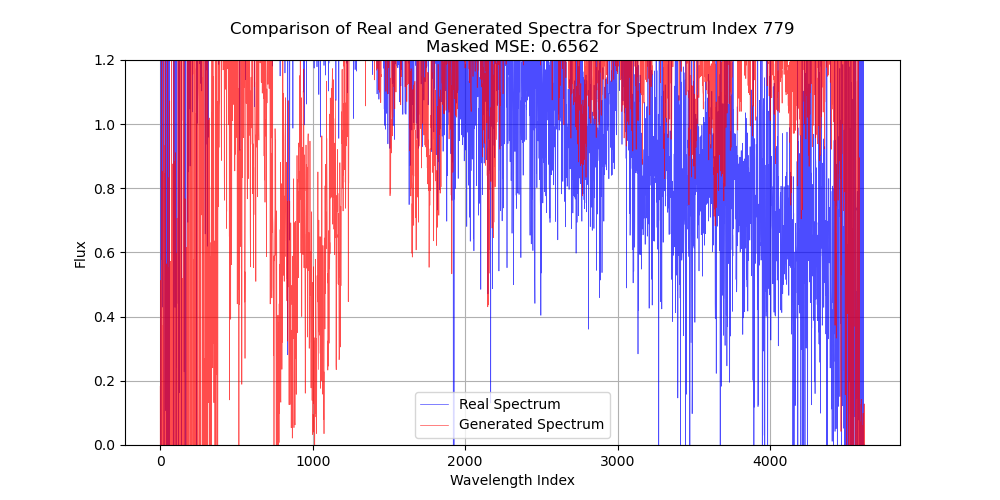 Comparison of Real and Generated Spectra for Spectrum Index 779
Masked MSE: 0.6562
1.2
1.0
0.8
0.6
0.4
0.2
0.0
Flux
Real Spectrum
Generated Spectrum
0 1000 2000 3000 4000
Wavelength Index